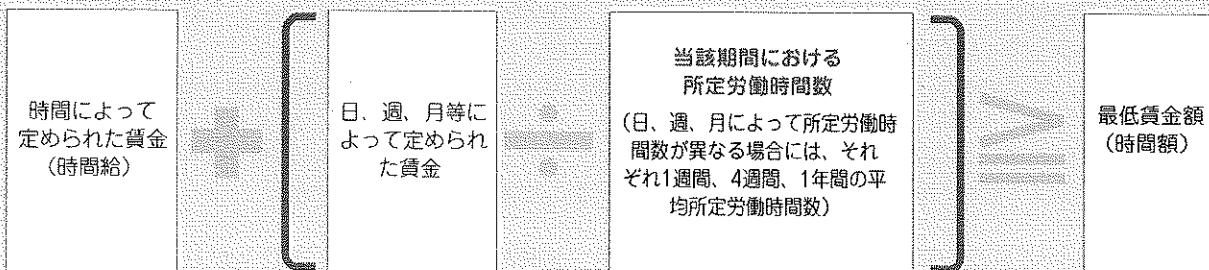 時間によって
定められた賃金
（時間給）
＋
日、週、月等に
よって定められ
た賃金
÷
当該期間における
所定労働時間数
（日、週、月によって所定労働時
間数が異なる場合には、それ
ぞれ1週間、4週間、1年間の平
均所定労働時間数）
≧
最低賃金額
（時間額）